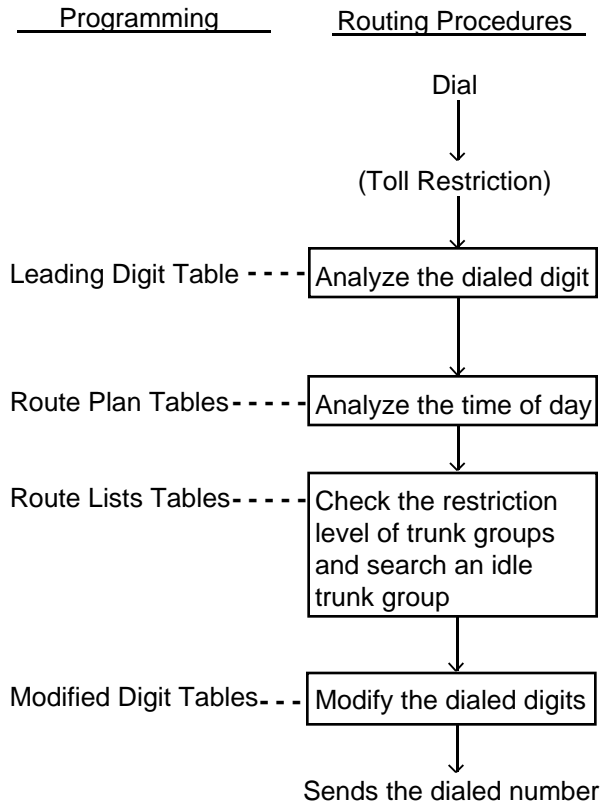 Programming
Routing Procedures
Dial
(Toll Restriction)
Leading Digit Table
Analyze the dialed digit
Route Plan Tables
Analyze the time of day
Route Lists Tables
Check the restriction
level of trunk groups
and search an idle
trunk group
Modified Digit Tables
Modify the dialed digits
Sends the dialed number